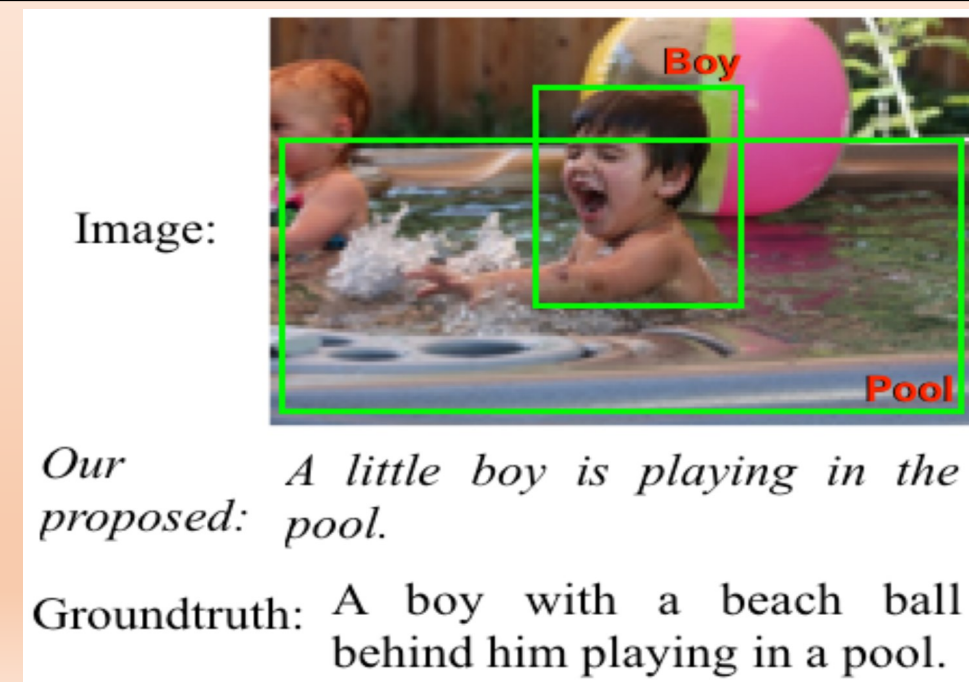 Boy
Image:
Pool
Our
proposed:
A little boy is playing in the
pool.
Groundtruth:
A boy with a beach ball
behind him playing in a pool.